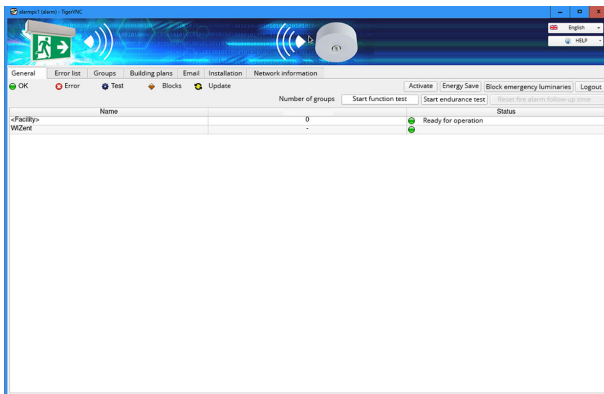 olarmpc1 (alarm) - TigerVNC
English
HELP
General Error list Groups Building plans Email Installation Network information
OK Error Test Blocks Update Activate Energy Save Block emergency luminaries Logout
Number of groups Start function test Start endurance test Reset fire alarm follow-up time
Name Status
<Facility> 0 Ready for operation
WIZent -